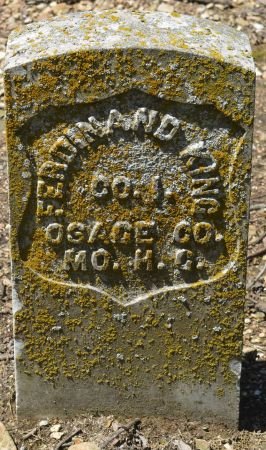 FERDINAND KING
CO. I.
OSAGE CO.
MO. H. G.